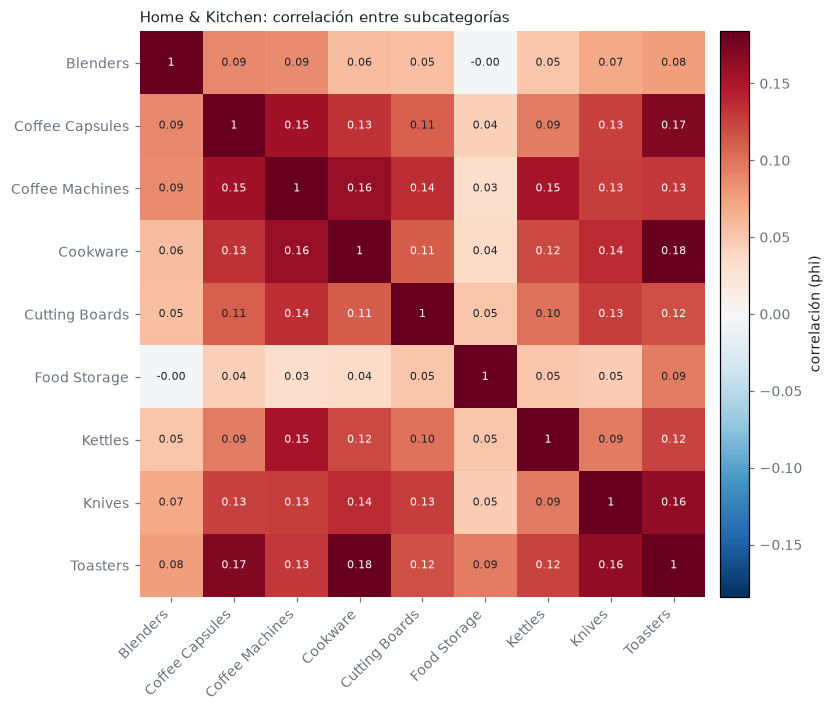 Home & Kitchen: correlación entre subcategorías
Blenders 1 0.09 0.09 0.06 0.05 -0.00 0.05 0.07 0.08
Coffee Capsules 0.09 1 0.15 0.13 0.11 0.04 0.09 0.13 0.17
Coffee Machines 0.09 0.15 1 0.16 0.14 0.03 0.15 0.13 0.13
Cookware 0.06 0.13 0.16 1 0.11 0.04 0.12 0.14 0.18
Cutting Boards 0.05 0.11 0.14 0.11 1 0.05 0.10 0.13 0.12
Food Storage -0.00 0.04 0.03 0.04 0.05 1 0.05 0.05 0.09
Kettles 0.05 0.09 0.15 0.12 0.10 0.05 1 0.09 0.12
Knives 0.07 0.13 0.13 0.14 0.13 0.05 0.09 1 0.16
Toasters 0.08 0.17 0.13 0.18 0.12 0.09 0.12 0.16 1
Blenders
Coffee Capsules
Coffee Machines
Cookware
Cutting Boards
Food Storage
Kettles
Knives
Toasters
0.15
0.10
0.05
0.00
−0.05
−0.10
−0.15
correlación (phi)